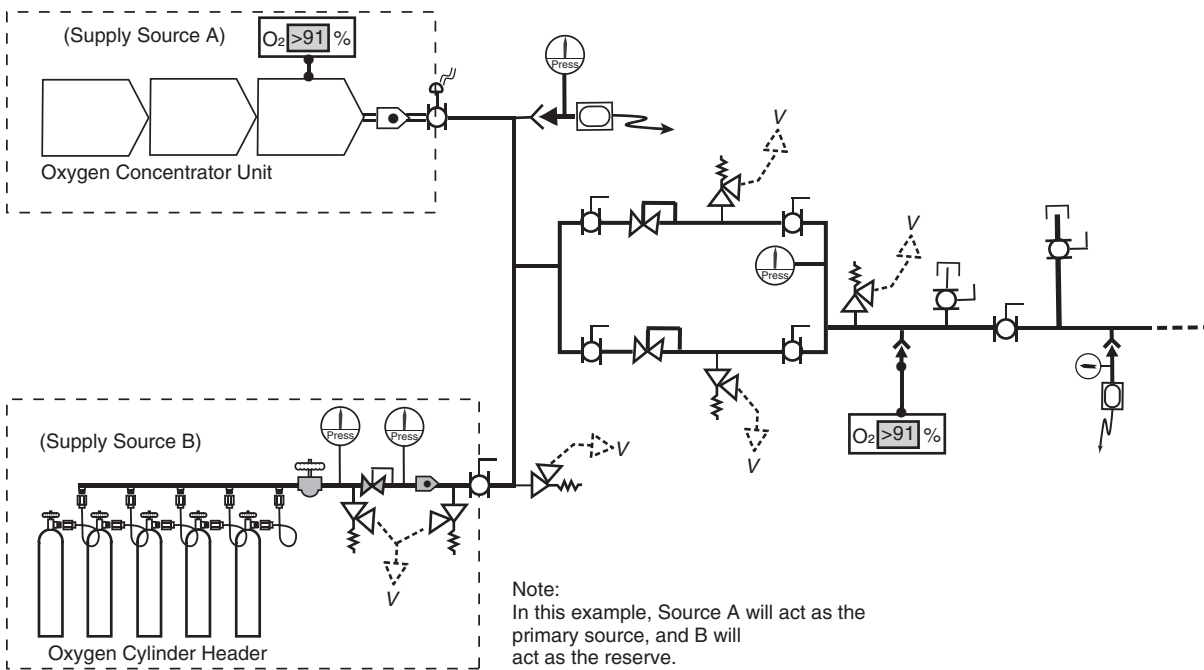 (Supply Source A)
O₂ >91 %
Oxygen Concentrator Unit
Press
V
V
Press
V
O₂ >91 %
(Supply Source B)
Press
Press
V
V
Oxygen Cylinder Header
Note:
In this example, Source A will act as the
primary source, and B will
act as the reserve.